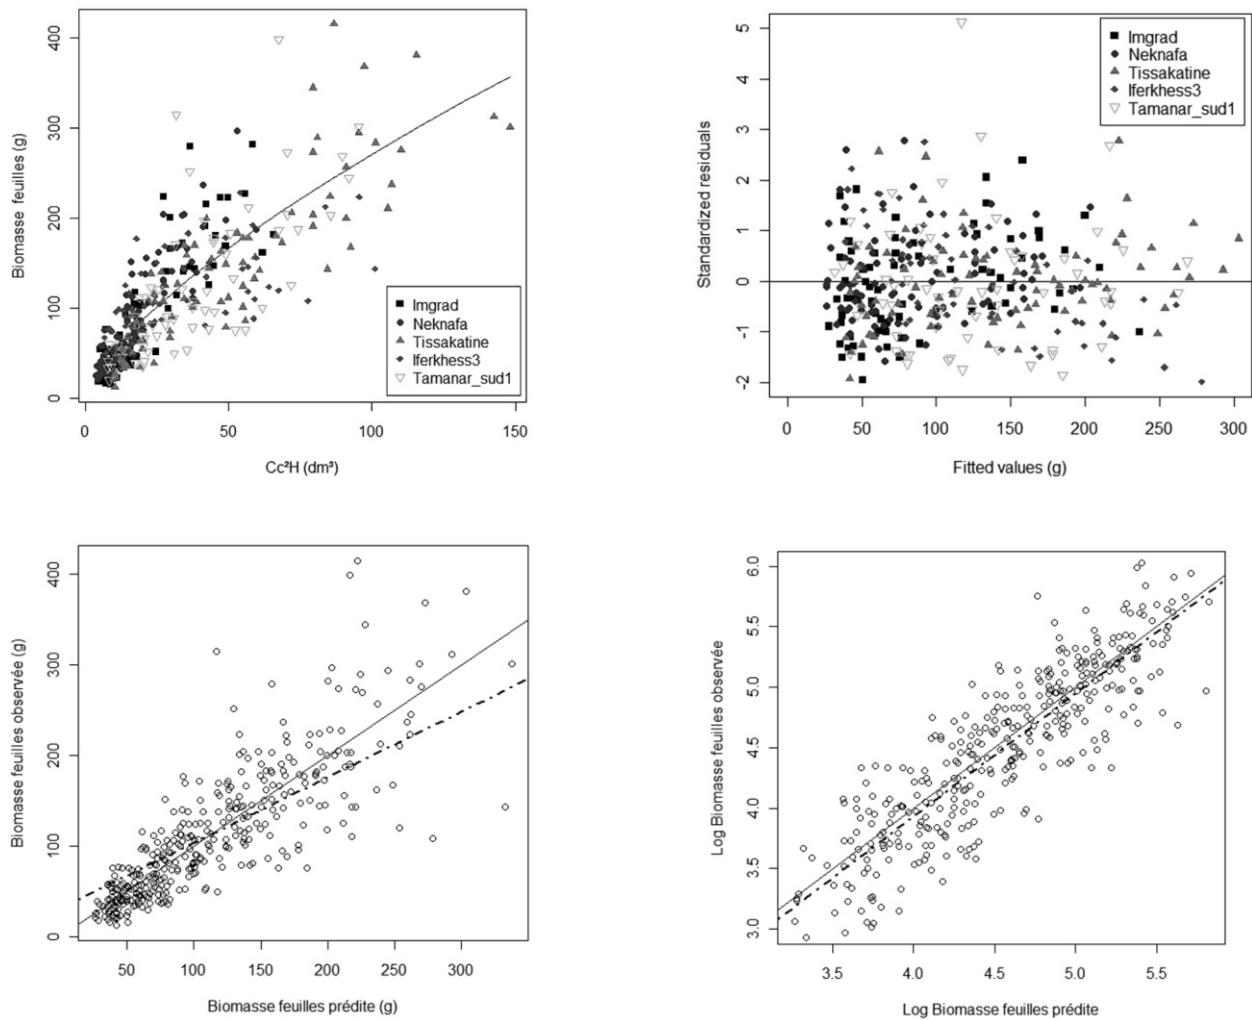 Biomasse feuilles (g)
400
300
200
100
0
Imgrad
Neknafa
Tissakatine
Iferkhess3
Tamanar_sud1
0 50 100 150
Cc²H (dm³)
Standardized residuals
5
4
3
2
1
0
-1
-2
Imgrad
Neknafa
Tissakatine
Iferkhess3
Tamanar_sud1
0 50 100 150 200 250 300
Fitted values (g)
Biomasse feuilles observée (g)
400
300
200
100
0
50 100 150 200 250 300
Biomasse feuilles prédite (g)
Log Biomasse feuilles observée
6.0
5.5
5.0
4.5
4.0
3.5
3.0
3.5 4.0 4.5 5.0 5.5
Log Biomasse feuilles prédite